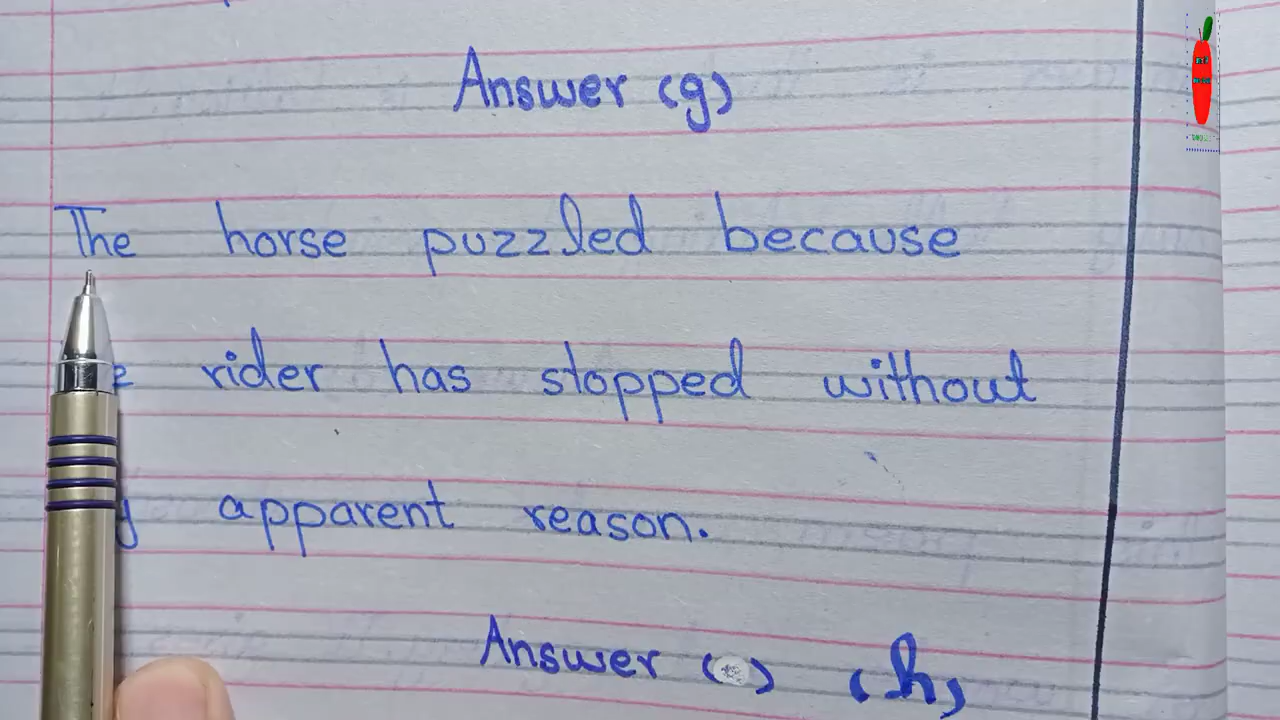 Answer (g)
The horse puzzled because
rider has stopped without
apparent reason.
Answer ( ) (h)